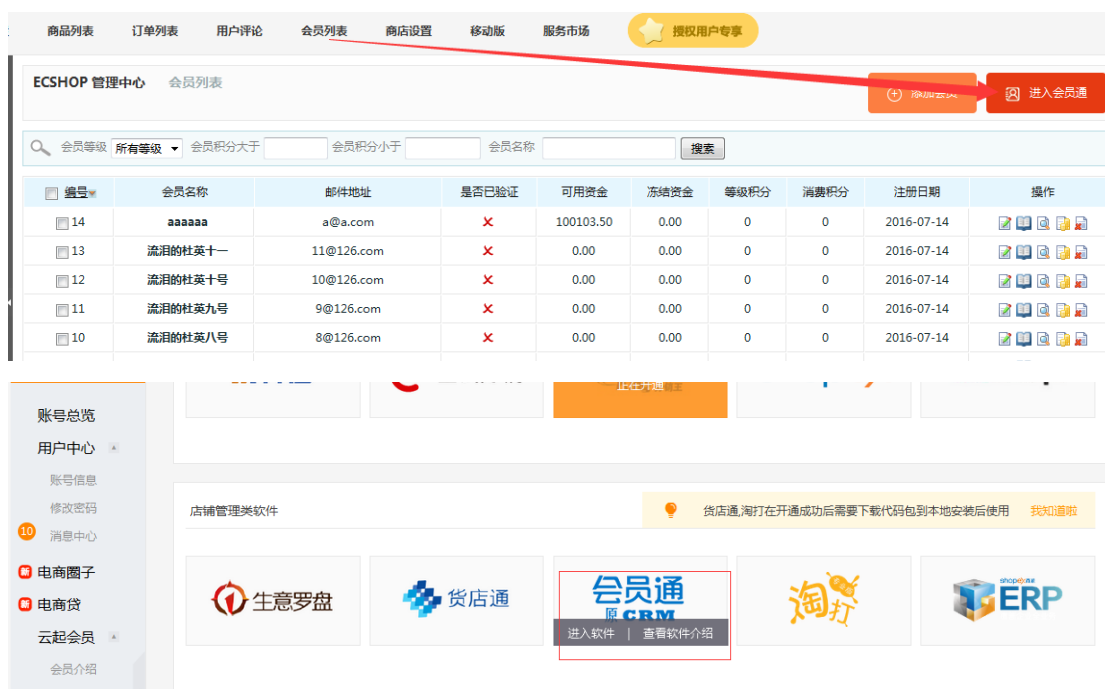 商品列表 订单列表 用户评论 会员列表 商店设置 移动版 服务市场 授权用户专享
ECSHOP 管理中心 会员列表 添加会员 进入会员通
会员等级 所有等级 会员积分大于 会员积分小于 会员名称 搜索
编号 会员名称 邮件地址 是否已验证 可用资金 冻结资金 等级积分 消费积分 注册日期 操作
14 aaaaaa a@a.com 100103.50 0.00 0 0 2016-07-14
13 流泪的杜英十一 11@126.com 0.00 0.00 0 0 2016-07-14
12 流泪的杜英十号 10@126.com 0.00 0.00 0 0 2016-07-14
11 流泪的杜英九号 9@126.com 0.00 0.00 0 0 2016-07-14
10 流泪的杜英八号 8@126.com 0.00 0.00 0 0 2016-07-14
正在开通
账号总览
用户中心
账号信息
修改密码
10 消息中心
新 电商圈子
新 电商贷
云起会员
会员介绍
店铺管理类软件 货店通,淘打在开通成功后需要下载代码包到本地安装后使用 我知道啦
生意罗盘
货店通
会员通
原CRM
进入软件 | 查看软件介绍
淘打
shopex
ERP